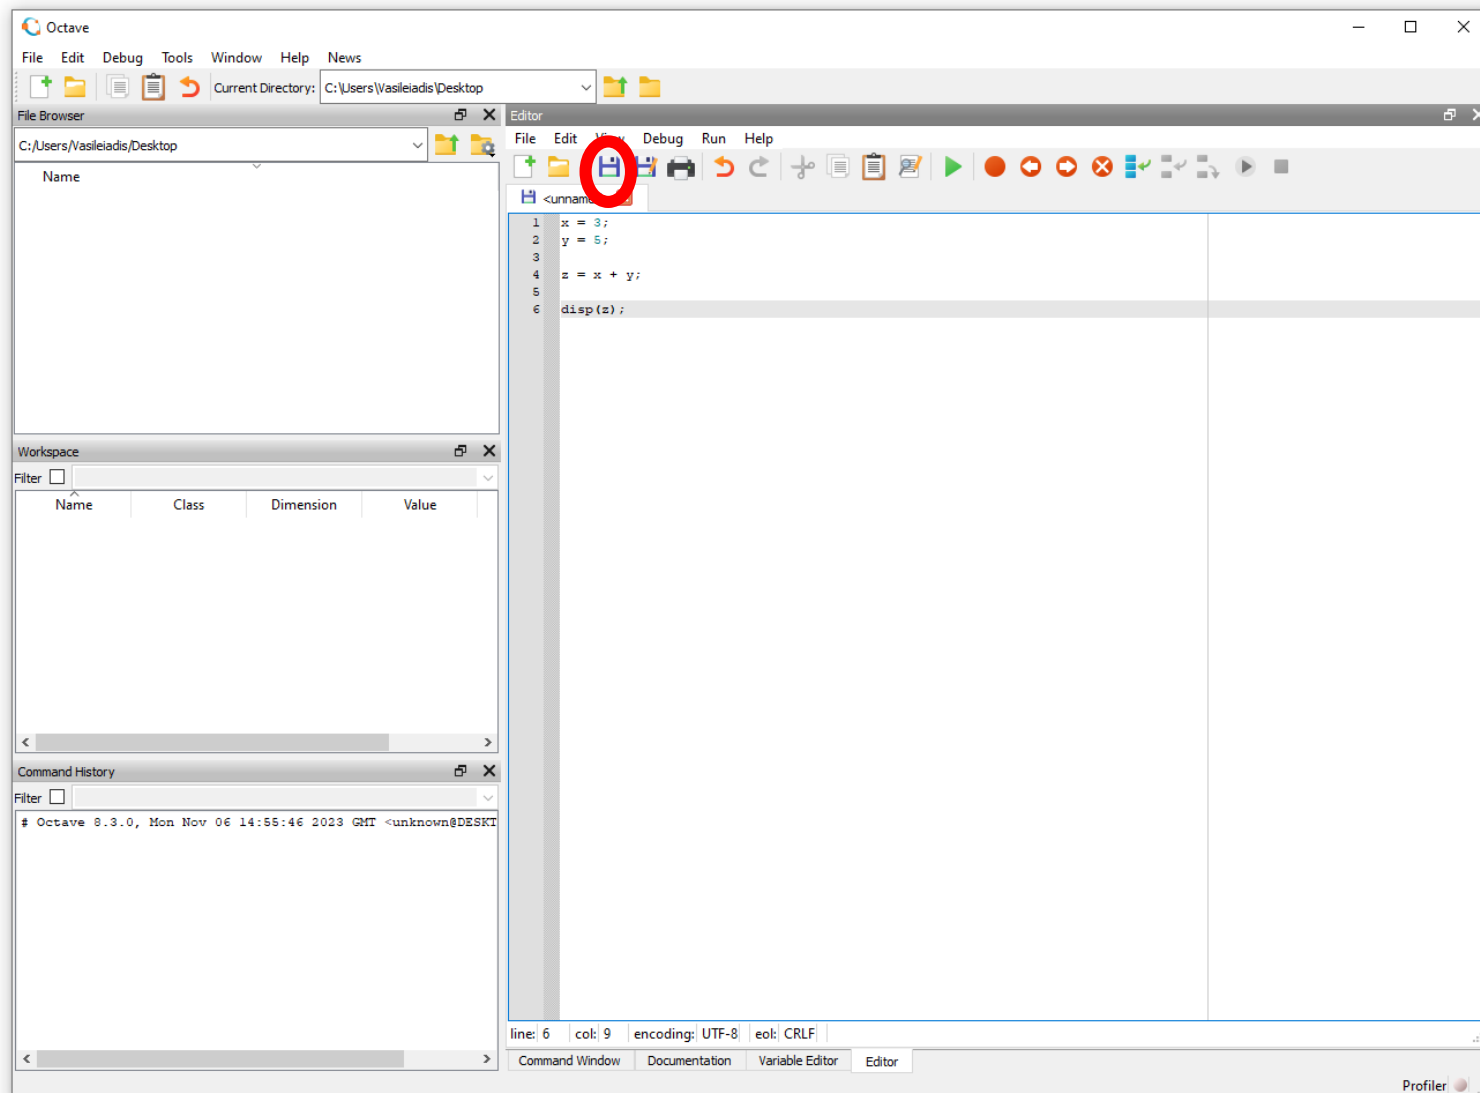 Octave
File Edit Debug Tools Window Help News
Current Directory: C:\Users\Vasileiadis\Desktop
File Browser
C:/Users/Vasileiadis/Desktop
Name
Workspace
Filter
Name Class Dimension Value
Command History
Filter
# Octave 8.3.0, Mon Nov 06 14:55:46 2023 GMT <unknown@DESKT
Editor
File Edit View Debug Run Help
<unnam
1 x = 3;
2 y = 5;
3
4 z = x + y;
5
6 disp(z);
line: 6 col: 9 encoding: UTF-8 eol: CRLF
Command Window Documentation Variable Editor Editor
Profiler